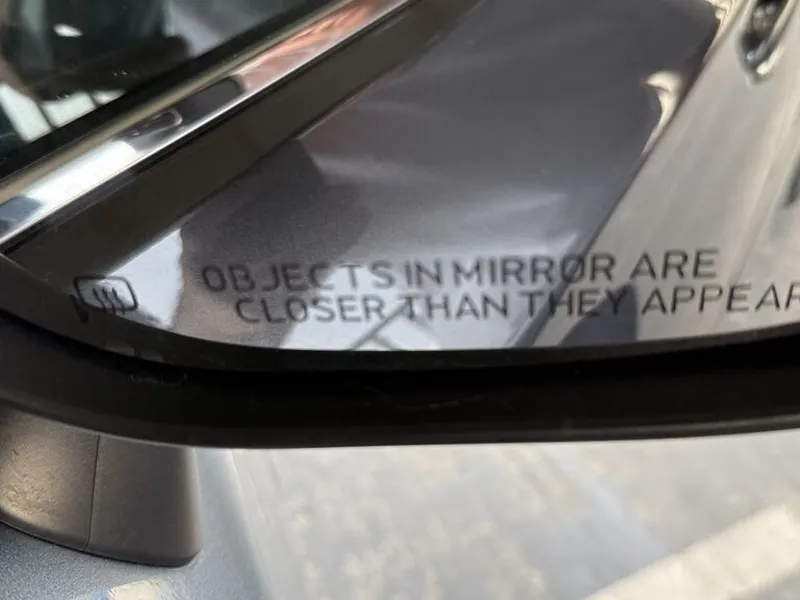 OBJECTS IN MIRROR ARE
CLOSER THAN THEY APPEAR